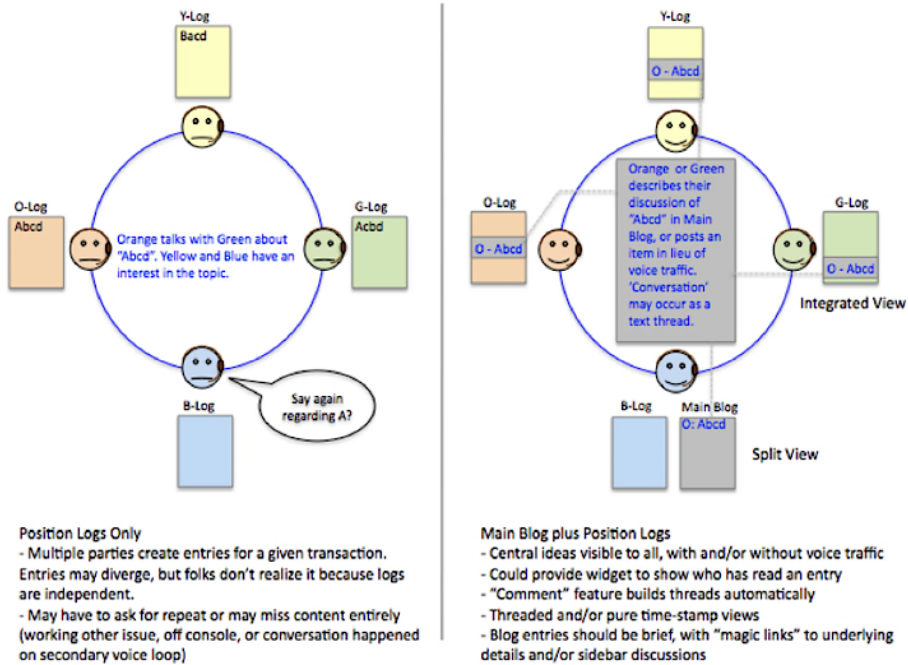 Y-Log
Bacd
O-Log
Abcd
G-Log
Acbd
Orange talks with Green about
"Abcd". Yellow and Blue have an
interest in the topic.
B-Log
Say again
regarding A?
Position Logs Only
- Multiple parties create entries for a given transaction.
Entries may diverge, but folks don't realize it because logs
are independent.
- May have to ask for repeat or may miss content entirely
(working other issue, off console, or conversation happened
on secondary voice loop)
Y-Log
O - Abcd
O-Log
O - Abcd
Orange or Green
describes their
discussion of
"Abcd" in Main
Blog, or posts an
item in lieu of
voice traffic.
'Conversation'
may occur as a
text thread.
G-Log
O - Abcd
Integrated View
B-Log
Main Blog
O: Abcd
Split View
Main Blog plus Position Logs
- Central ideas visible to all, with and/or without voice traffic
- Could provide widget to show who has read an entry
- "Comment" feature builds threads automatically
- Threaded and/or pure time-stamp views
- Blog entries should be brief, with "magic links" to underlying
details and/or sidebar discussions